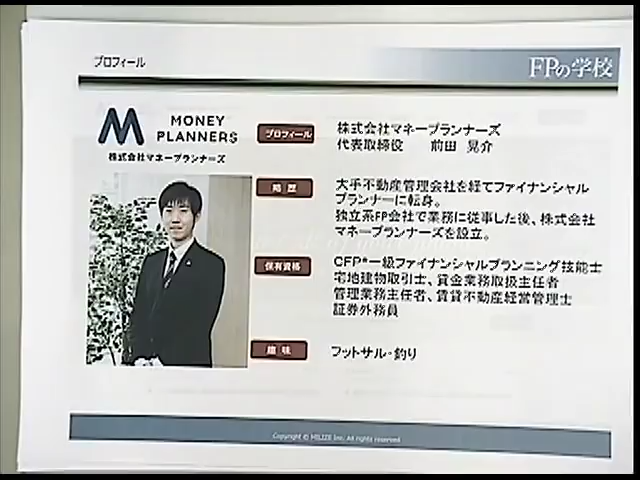 プロフィール
FPの学校
MONEY
PLANNERS
株式会社マネープランナーズ
プロフィール
株式会社マネープランナーズ
代表取締役 前田 晃介
略 歴
大手不動産管理会社を経てファイナンシャル
プランナーに転身。
独立系FP会社で業務に従事した後、株式会社
マネープランナーズを設立。
保有資格
CFP®一級ファイナンシャルプランニング技能士
宅地建物取引士、貸金業務取扱主任者
管理業務主任者、賃貸不動産経営管理士
証券外務員
趣 味
フットサル・釣り
Copyright © MILIZE Inc. All rights reserved